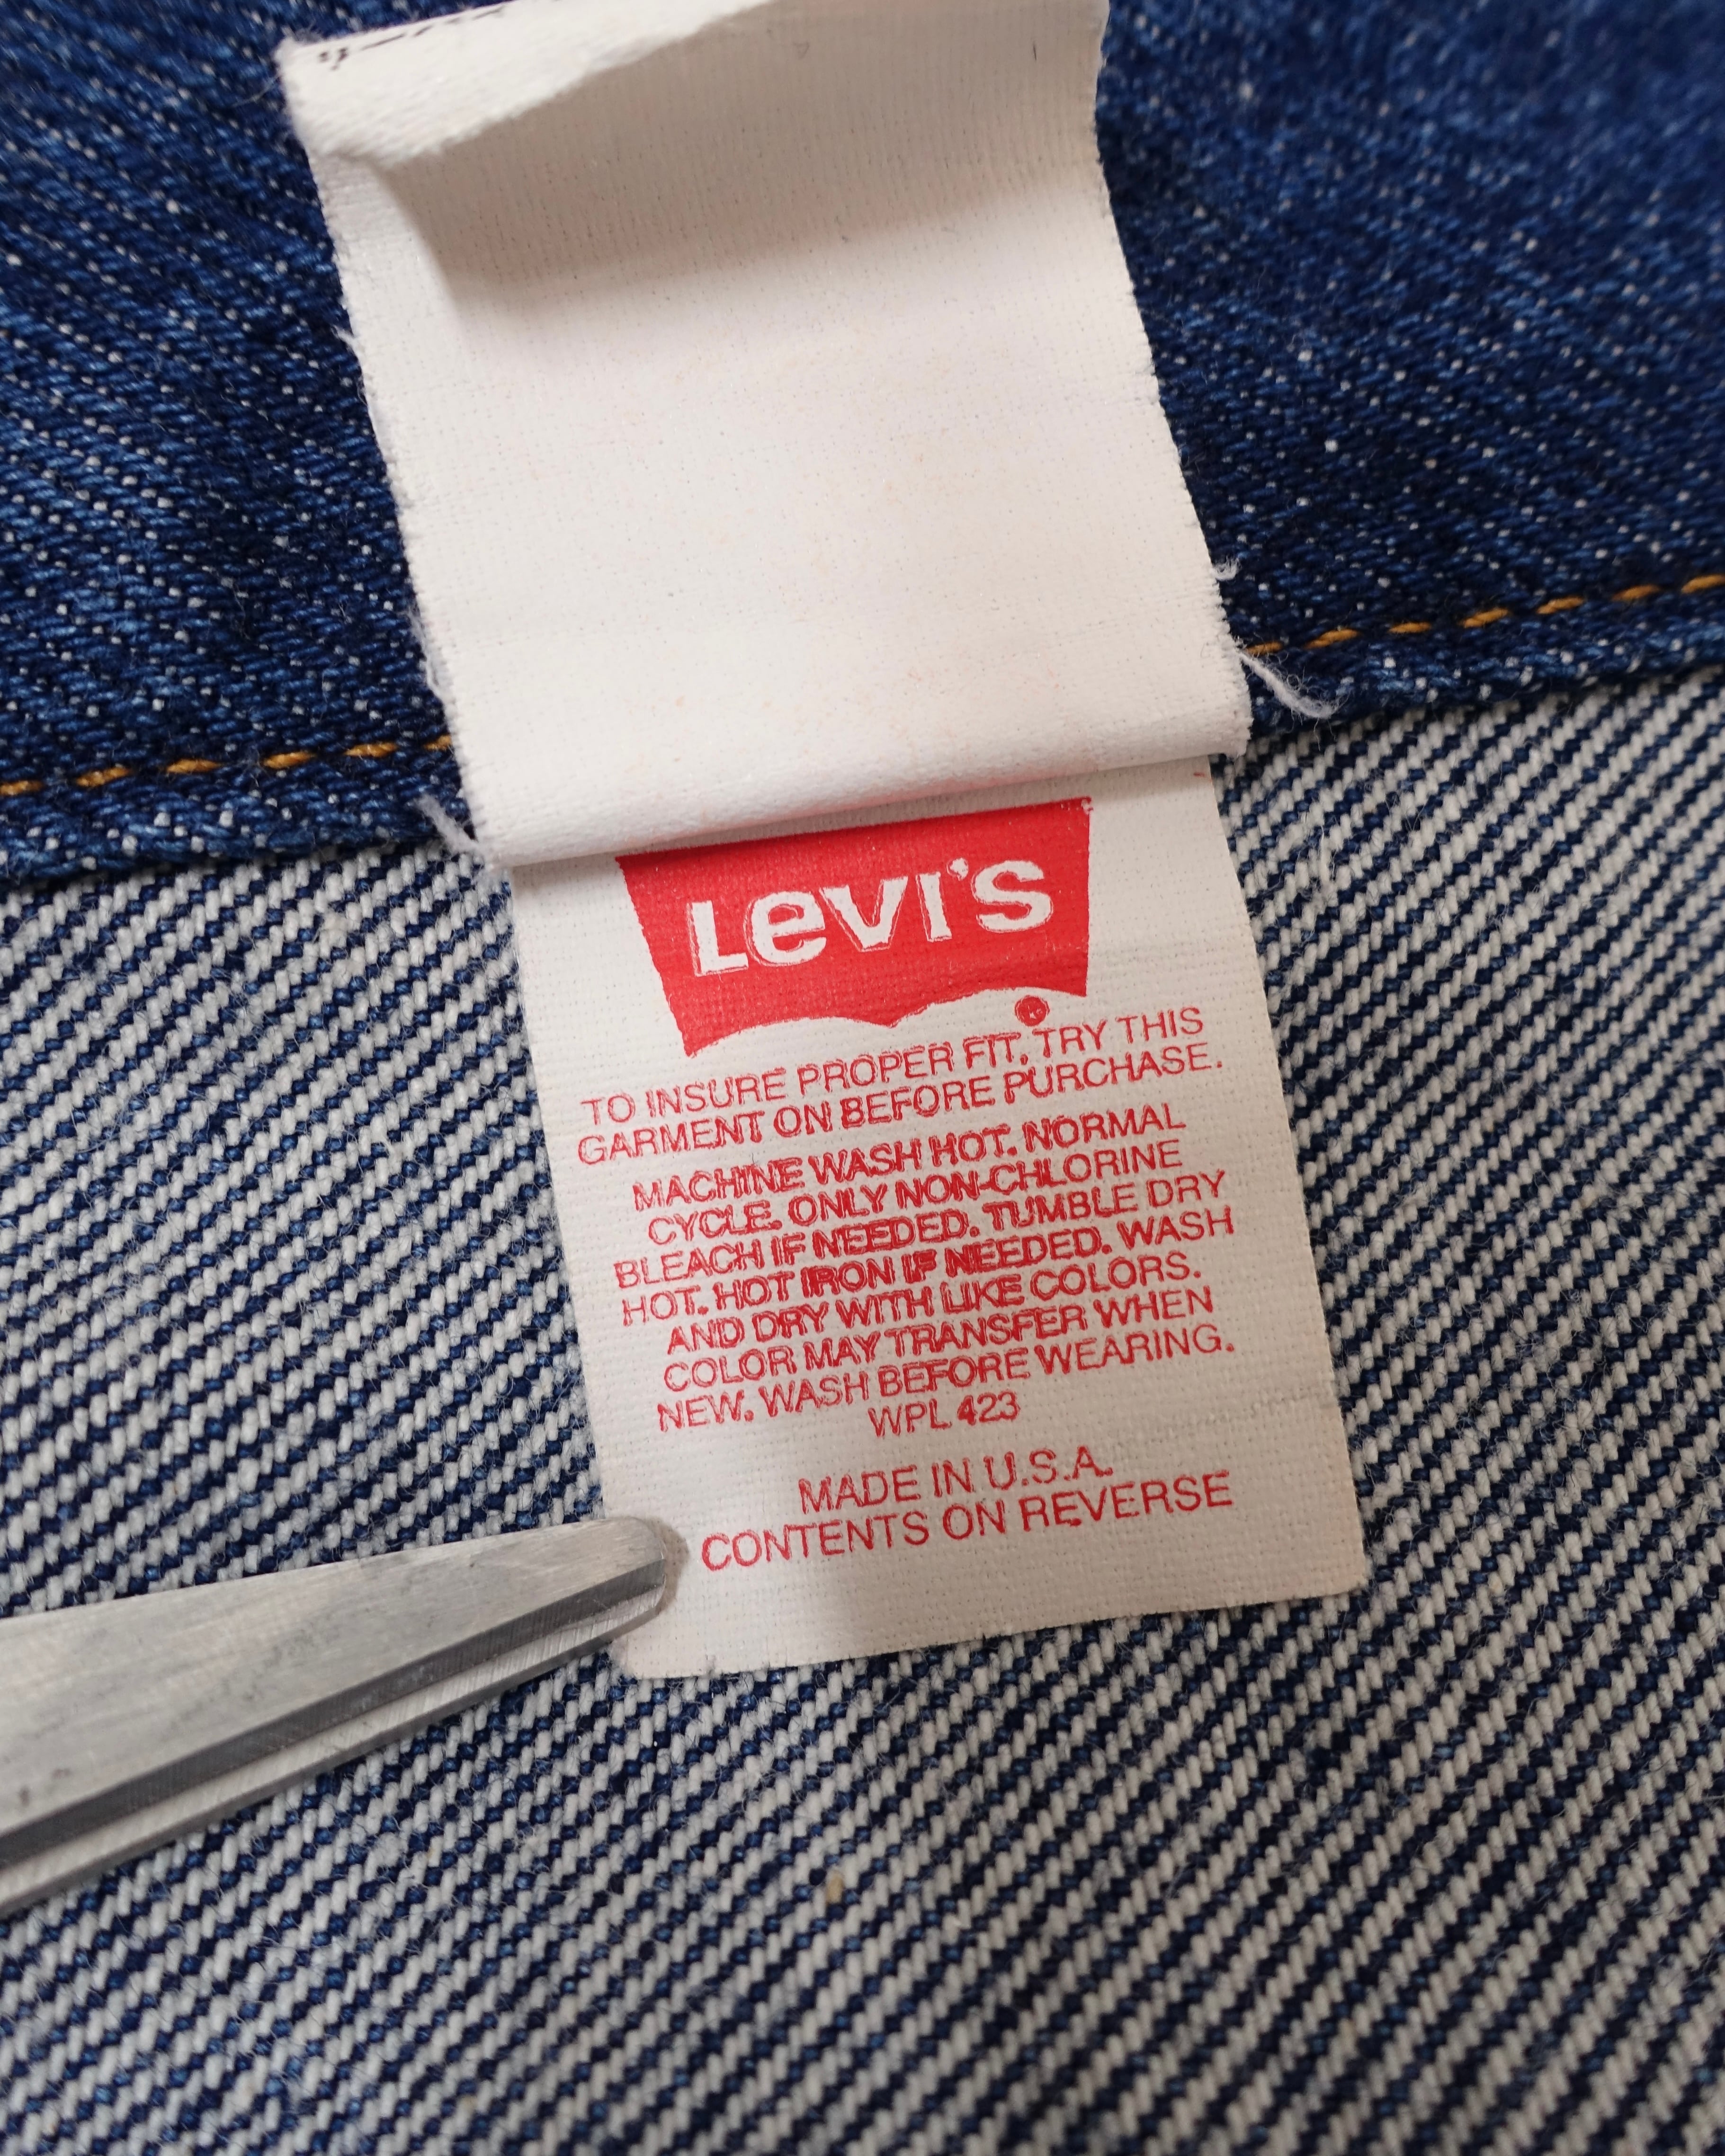 LEVI'S
®
TO INSURE PROPER FIT, TRY THIS
GARMENT ON BEFORE PURCHASE.
MACHINE WASH HOT. NORMAL
CYCLE. ONLY NON-CHLORINE
BLEACH IF NEEDED. TUMBLE DRY
HOT. HOT IRON IF NEEDED. WASH
AND DRY WITH LIKE COLORS.
COLOR MAY TRANSFER WHEN
NEW. WASH BEFORE WEARING.
WPL 423
MADE IN U.S.A.
CONTENTS ON REVERSE